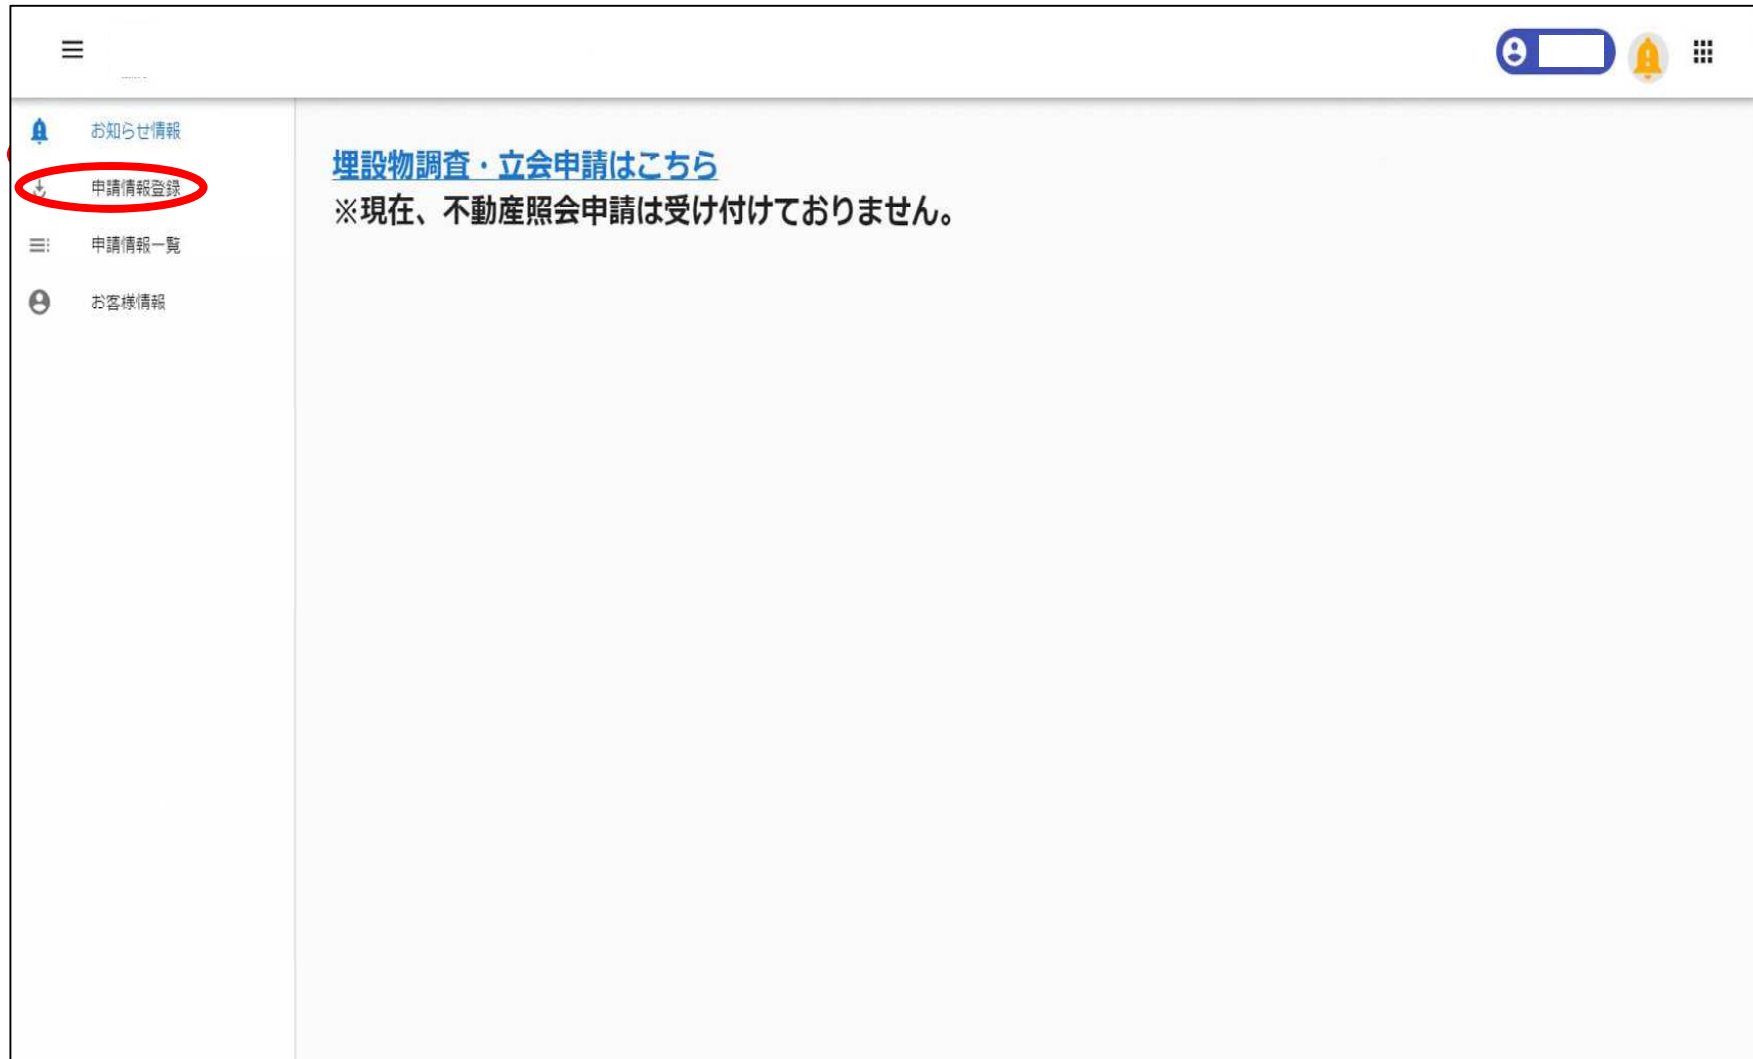 お知らせ情報
申請情報登録
申請情報一覧
お客様情報
埋設物調査・立会申請はこちら
※現在、不動産照会申請は受け付けておりません。